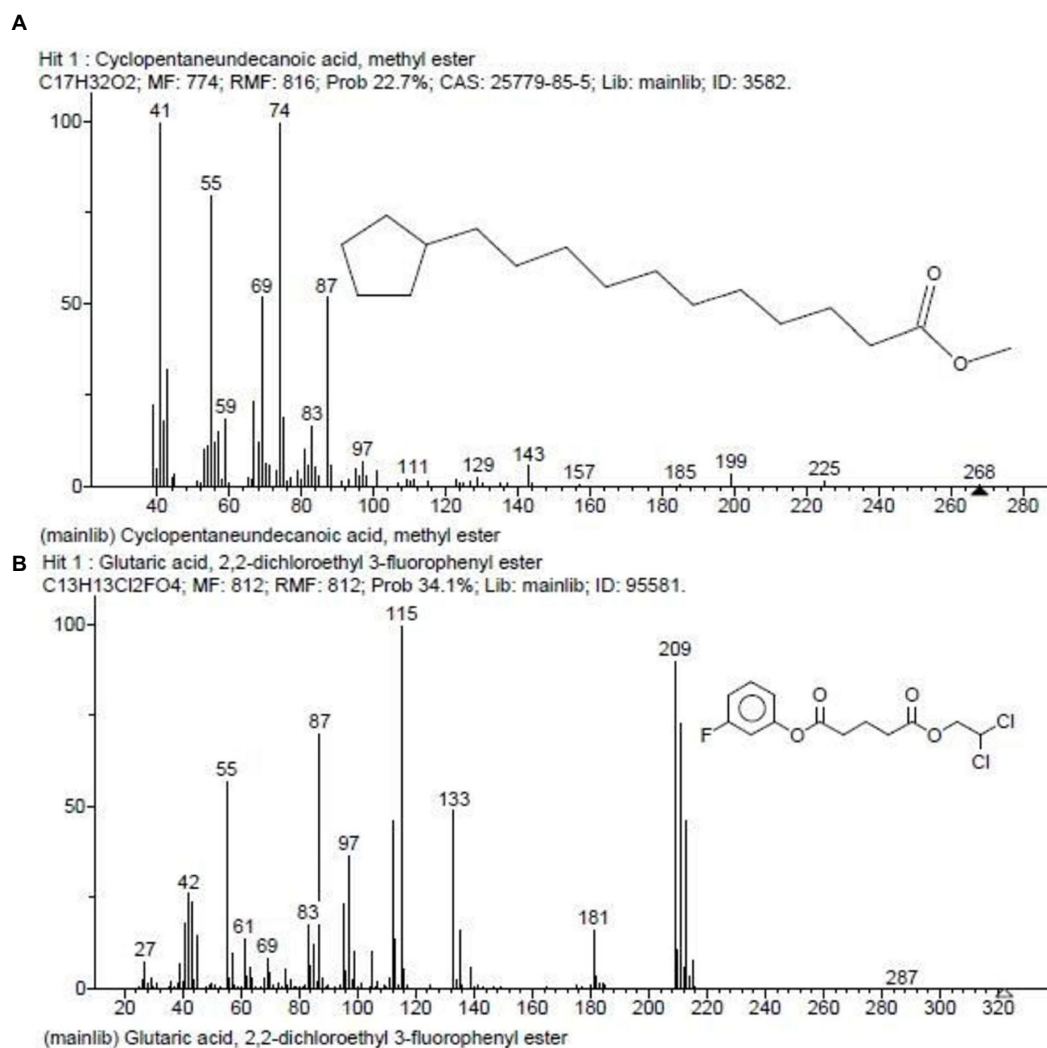 A
Hit 1 : Cyclopentaneundecanoic acid, methyl ester
C17H32O2; MF: 774; RMF: 816; Prob 22.7%; CAS: 25779-85-5; Lib: mainlib; ID: 3582.
100
50
0
41
74
55
69
87
59
83
97
111
129
143
157
185
199
225
268
O
O
40 60 80 100 120 140 160 180 200 220 240 260 280
(mainlib) Cyclopentaneundecanoic acid, methyl ester
B
Hit 1 : Glutaric acid, 2,2-dichloroethyl 3-fluorophenyl ester
C13H13Cl2FO4; MF: 812; RMF: 812; Prob 34.1%; Lib: mainlib; ID: 95581.
100
50
0
115
209
87
55
133
97
42
83
61
69
27
181
287
F
O
O
O
O
Cl
Cl
20 40 60 80 100 120 140 160 180 200 220 240 260 280 300 320
(mainlib) Glutaric acid, 2,2-dichloroethyl 3-fluorophenyl ester